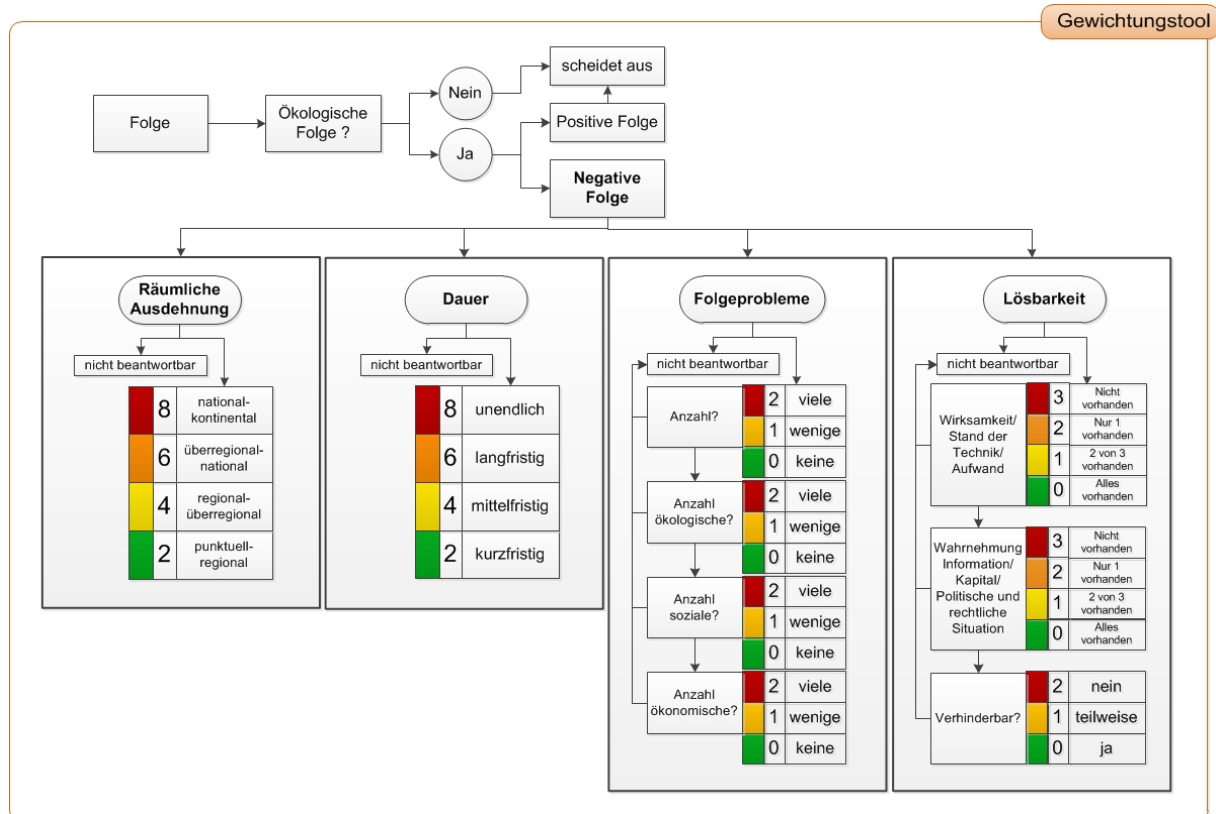 Gewichtungstool
Folge
Ökologische
Folge ?
Nein
Ja
scheidet aus
Positive Folge
Negative
Folge
Räumliche
Ausdehnung
nicht beantwortbar
8
national-
kontinental
6
überregional-
national
4
regional-
überregional
2
punktuell-
regional
Dauer
nicht beantwortbar
8 unendlich
6 langfristig
4 mittelfristig
2 kurzfristig
Folgeprobleme
nicht beantwortbar
Anzahl?
2 viele
1 wenige
0 keine
Anzahl
ökologische?
2 viele
1 wenige
0 keine
Anzahl
soziale?
2 viele
1 wenige
0 keine
Anzahl
ökonomische?
2 viele
1 wenige
0 keine
Lösbarkeit
nicht beantwortbar
Wirksamkeit/
Stand der
Technik/
Aufwand
3
Nicht
vorhanden
2
Nur 1
vorhanden
1
2 von 3
vorhanden
0
Alles
vorhanden
Wahrnehmung
Information/
Kapital/
Politische und
rechtliche
Situation
3
Nicht
vorhanden
2
Nur 1
vorhanden
1
2 von 3
vorhanden
0
Alles
vorhanden
Verhinderbar?
2 nein
1 teilweise
0 ja